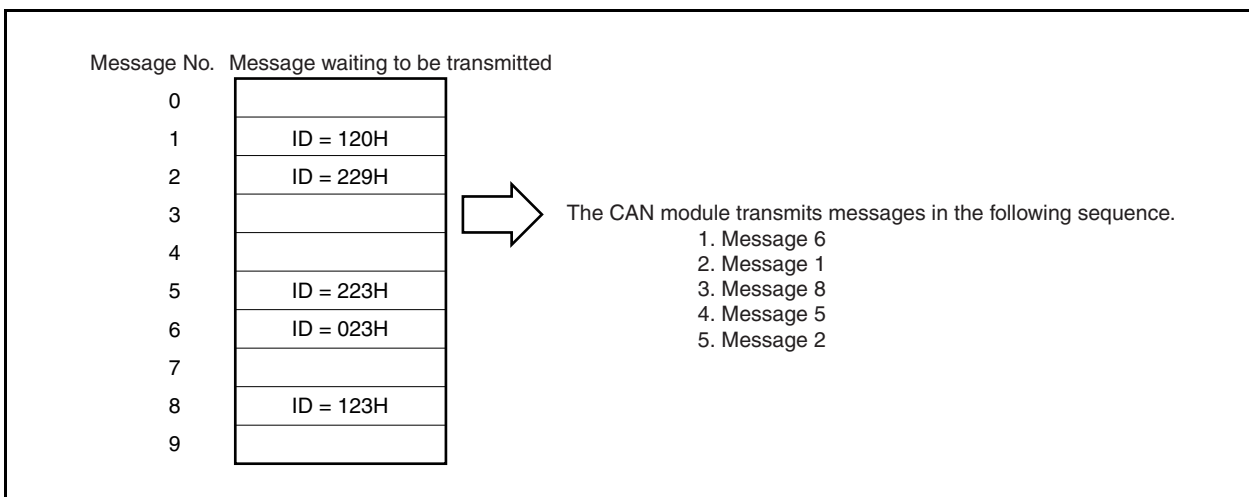 Message No. Message waiting to be transmitted
0
1 ID = 120H
2 ID = 229H
3
4
5 ID = 223H
6 ID = 023H
7
8 ID = 123H
9
The CAN module transmits messages in the following sequence.
1. Message 6
2. Message 1
3. Message 8
4. Message 5
5. Message 2